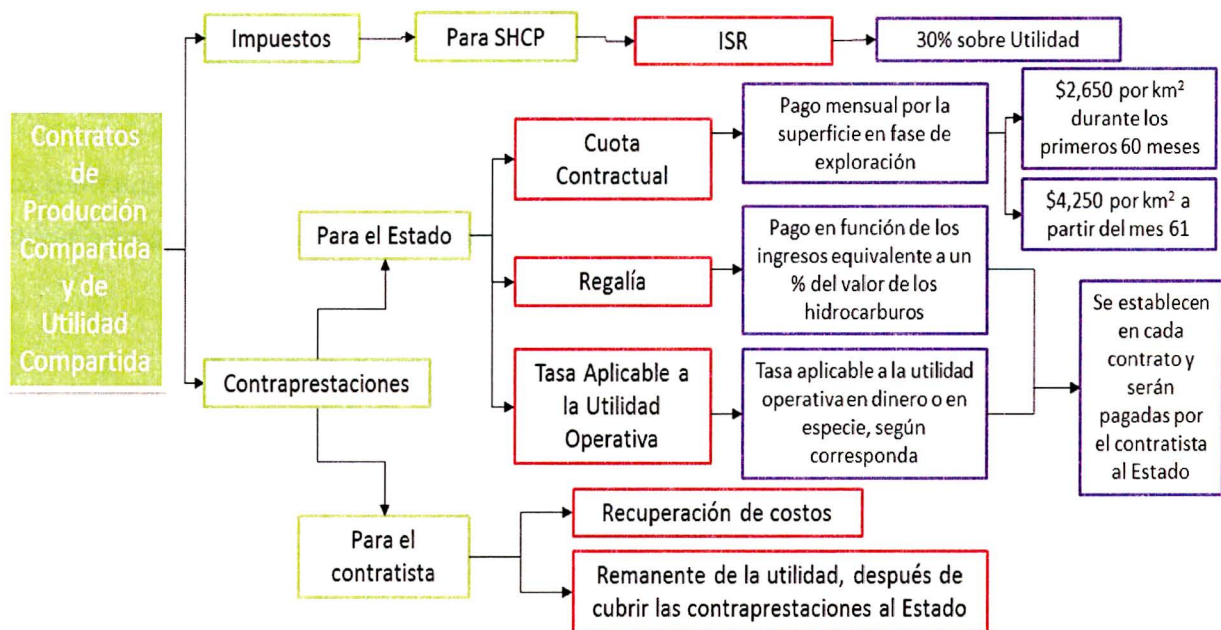 Contratos
de
Producción
Compartida
y de
Utilidad
Compartida
Impuestos
Para SHCP
ISR
30% sobre Utilidad
Contraprestaciones
Para el Estado
Cuota
Contractual
Pago mensual por la
superficie en fase de
exploración
$2,650 por km²
durante los
primeros 60 meses
$4,250 por km² a
partir del mes 61
Regalía
Pago en función de los
ingresos equivalente a un
% del valor de los
hidrocarburos
Tasa Aplicable a
la Utilidad
Operativa
Tasa aplicable a la utilidad
operativa en dinero o en
especie, según
corresponda
Se establecen
en cada
contrato y
serán
pagadas por
el contratista
al Estado
Para el
contratista
Recuperación de costos
Remanente de la utilidad, después de
cubrir las contraprestaciones al Estado